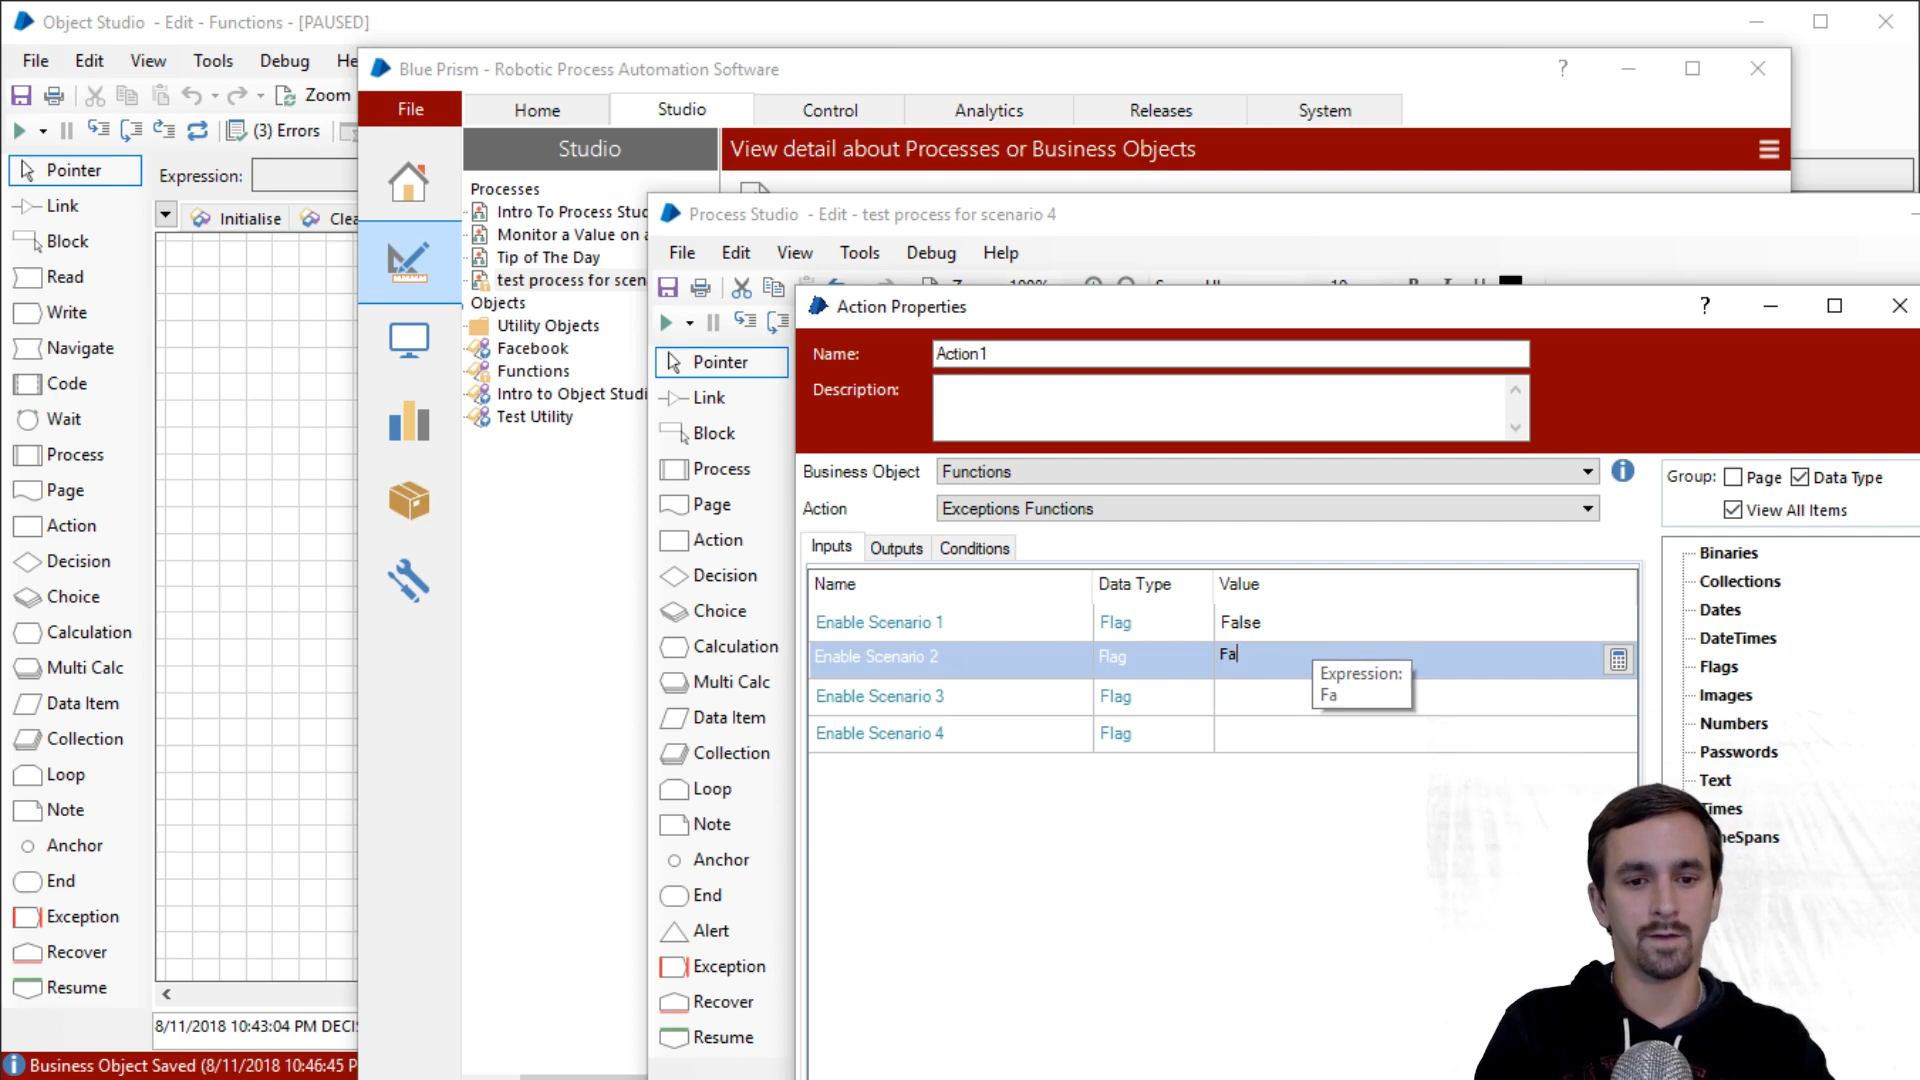 Object Studio - Edit - Functions - [PAUSED]
File Edit View Tools Debug He
Zoom
(3) Errors
Pointer
Expression:
Link
Initialise
Clea
Block
Read
Write
Navigate
Code
Wait
Process
Page
Action
Decision
Choice
Calculation
Multi Calc
Data Item
Collection
Loop
Note
Anchor
End
Exception
Recover
Resume
8/11/2018 10:43:04 PM DECIS
Business Object Saved (8/11/2018 10:46:45 P
Blue Prism - Robotic Process Automation Software
File Home Studio Control Analytics Releases System
Studio
View detail about Processes or Business Objects
Processes
Intro To Process Stud
Monitor a Value on a
Tip of The Day
test process for scen
Objects
Utility Objects
Facebook
Functions
Intro to Object Studi
Test Utility
Process Studio - Edit - test process for scenario 4
File Edit View Tools Debug Help
Pointer
Link
Block
Process
Page
Action
Decision
Choice
Calculation
Multi Calc
Data Item
Collection
Loop
Note
Anchor
End
Alert
Exception
Recover
Resume
Action Properties
Name: Action1
Description:
Business Object Functions
Action Exceptions Functions
Inputs Outputs Conditions
Name Data Type Value
Enable Scenario 1 Flag False
Enable Scenario 2 Flag Fa
Expression:
Fa
Enable Scenario 3 Flag
Enable Scenario 4 Flag
Group: Page Data Type
View All Items
Binaries
Collections
Dates
DateTimes
Flags
Images
Numbers
Passwords
Text
Times
neSpans